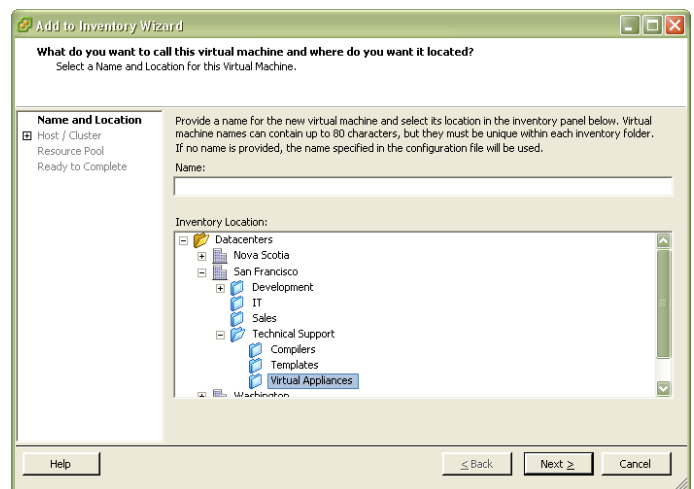 Add to Inventory Wizard
What do you want to call this virtual machine and where do you want it located?
Select a Name and Location for this Virtual Machine.
Name and Location
Host / Cluster
Resource Pool
Ready to Complete
Provide a name for the new virtual machine and select its location in the inventory panel below. Virtual
machine names can contain up to 80 characters, but they must be unique within each inventory folder.
If no name is provided, the name specified in the configuration file will be used.
Name:
Inventory Location:
Datacenters
Nova Scotia
San Francisco
Development
IT
Sales
Technical Support
Compilers
Templates
Virtual Appliances
Washington
Help
≤ Back
Next ≥
Cancel